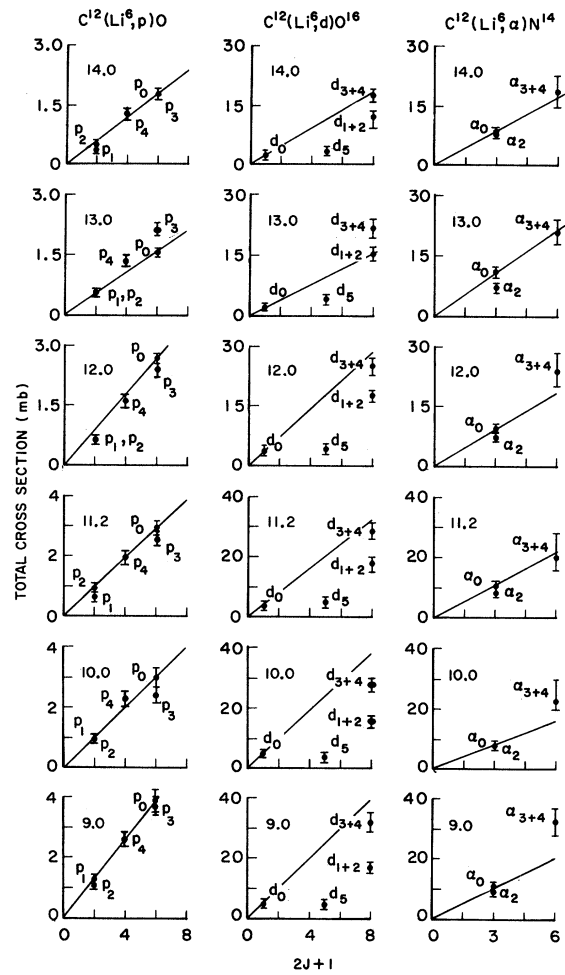 C¹²(Li⁶,p)O C¹²(Li⁶,d)O¹⁶ C¹²(Li⁶,α)N¹⁴
TOTAL CROSS SECTION (mb)
3.0 14.0 p₀ p₃ p₄ p₂ p₁ 1.5 0
30 14.0 d₃₊₄ d₁₊₂ d₀ d₅ 15 0
40 14.0 α₃₊₄ α₀ α₂ 20 0
3.0 13.0 p₃ p₄ p₀ p₁,p₂ 1.5 0
30 13.0 d₃₊₄ d₁₊₂ d₀ d₅ 15 0
30 13.0 α₃₊₄ α₀ α₂ 15 0
3.0 12.0 p₀ p₃ p₄ p₁,p₂ 1.5 0
30 12.0 d₃₊₄ d₁₊₂ d₀ d₅ 15 0
30 12.0 α₃₊₄ α₀ α₂ 15 0
4 11.2 p₀ p₃ p₄ p₂ p₁ 2 0
40 11.2 d₃₊₄ d₁₊₂ d₀ d₅ 20 0
40 11.2 α₃₊₄ α₀ α₂ 20 0
4 10.0 p₀ p₄ p₃ p₁ p₂ 2 0
40 10.0 d₃₊₄ d₁₊₂ d₀ d₅ 20 0
40 10.0 α₃₊₄ α₀ α₂ 20 0
4 9.0 p₀ p₃ p₄ p₁ p₂ 2 0
40 9.0 d₃₊₄ d₁₊₂ d₀ d₅ 20 0
40 9.0 α₃₊₄ α₀ α₂ 20 0
0 4 8 0 4 8 0 3 6
2J+1